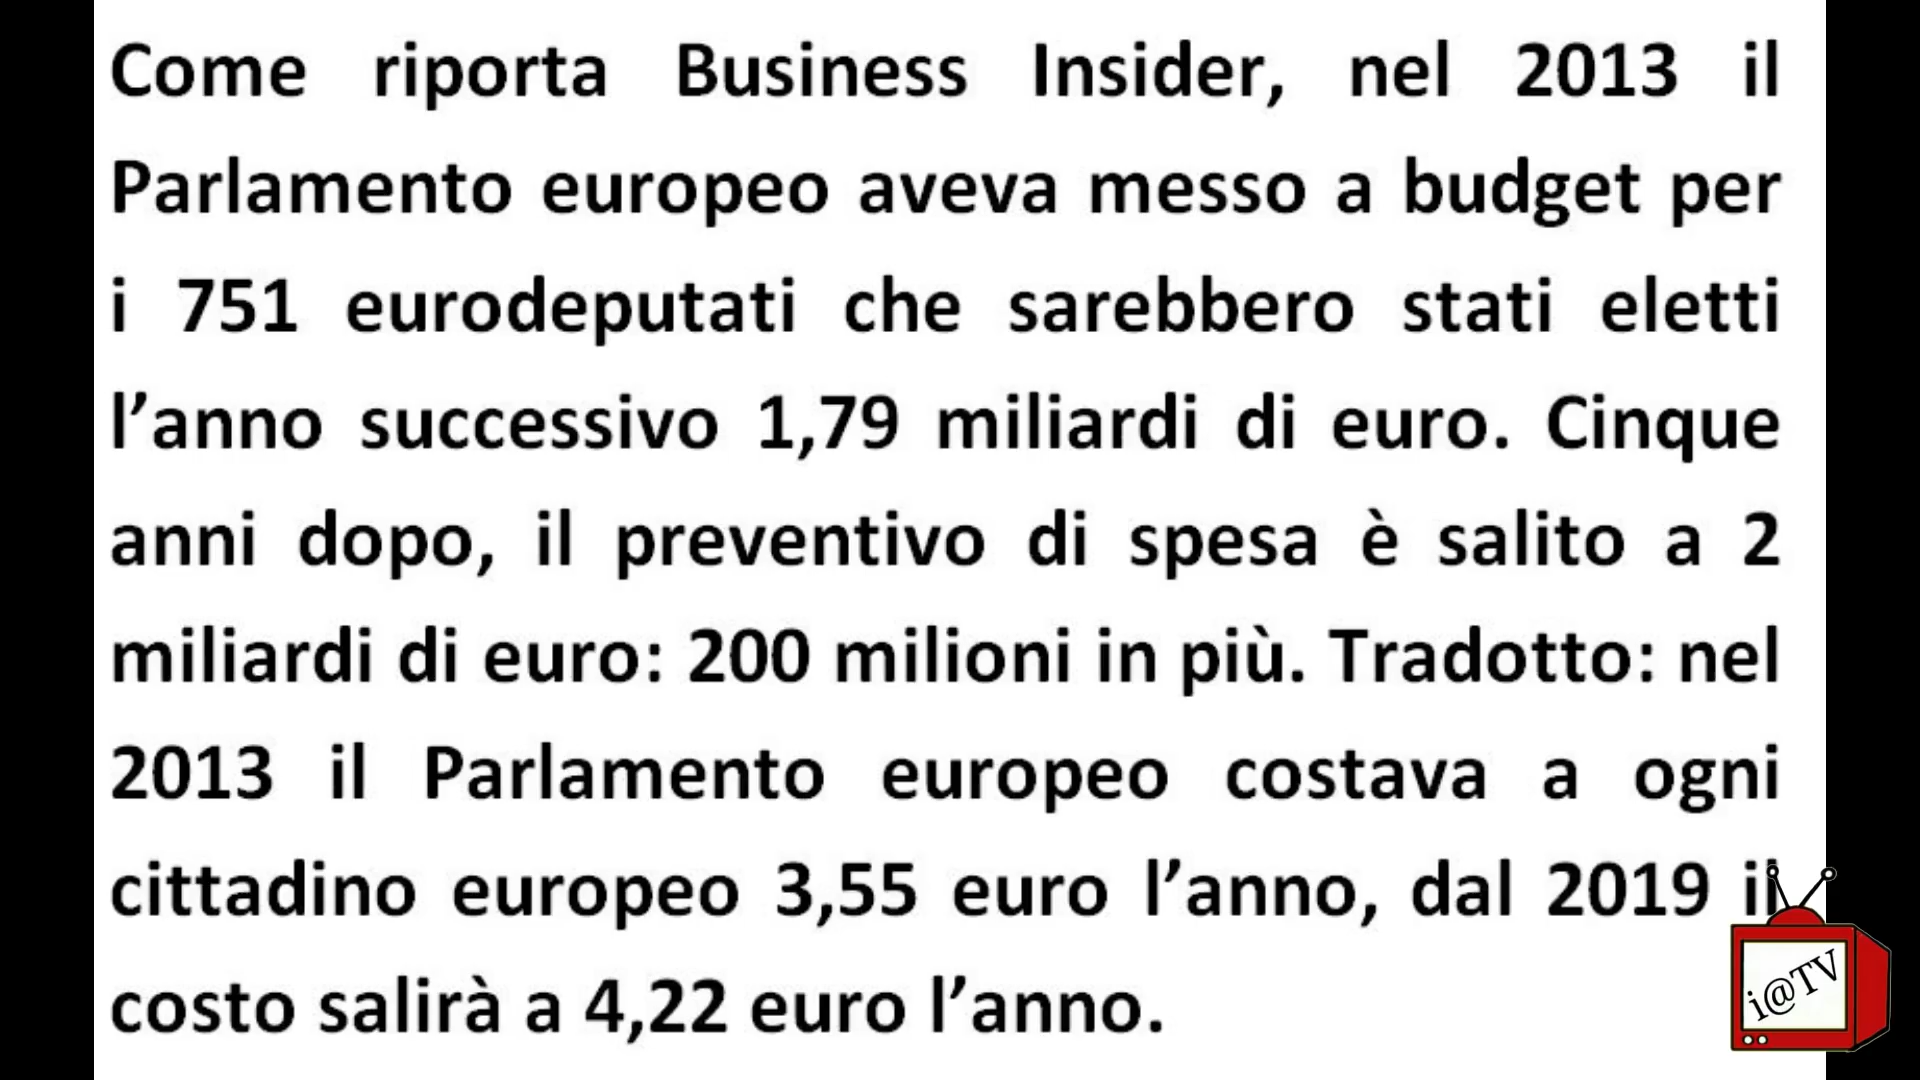 Come riporta Business Insider, nel 2013 il
Parlamento europeo aveva messo a budget per
i 751 eurodeputati che sarebbero stati eletti
l’anno successivo 1,79 miliardi di euro. Cinque
anni dopo, il preventivo di spesa è salito a 2
miliardi di euro: 200 milioni in più. Tradotto: nel
2013 il Parlamento europeo costava a ogni
cittadino europeo 3,55 euro l’anno, dal 2019 il
costo salirà a 4,22 euro l’anno.
i@TV